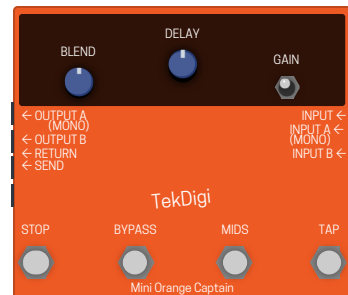 DELAY
BLEND
GAIN
← OUTPUT A
(MONO)
← OUTPUT B
← RETURN
← SEND
INPUT ←
INPUT A ←
(MONO)
INPUT B ←
TekDigi
STOP
BYPASS
MIDS
TAP
Mini Orange Captain